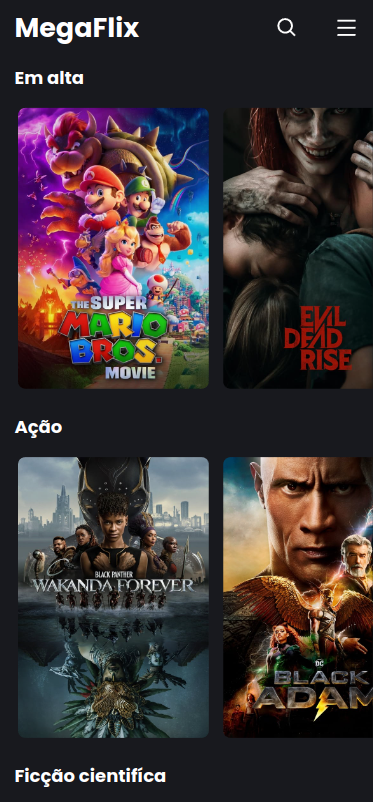 MegaFlix
Em alta
THE SUPER
MARIO
BROS.
MOVIE
EVIL
DEAD
RISE
Ação
BLACK PANTHER
WAKANDA FOREVER
DC
BLACK
ADAM
Ficção científica